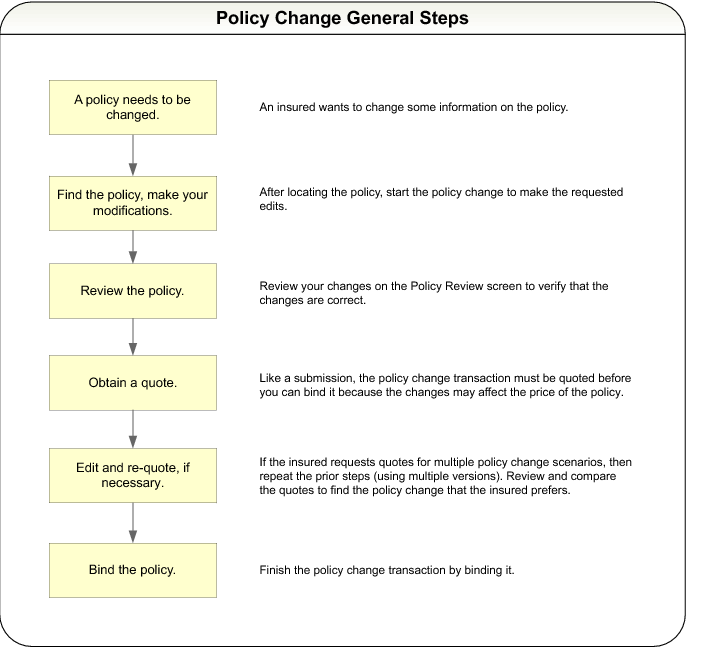 Policy Change General Steps
A policy needs to be
changed.
An insured wants to change some information on the policy.
Find the policy, make your
modifications.
After locating the policy, start the policy change to make the requested
edits.
Review the policy.
Review your changes on the Policy Review screen to verify that the
changes are correct.
Obtain a quote.
Like a submission, the policy change transaction must be quoted before
you can bind it because the changes may affect the price of the policy.
Edit and re-quote, if
necessary.
If the insured requests quotes for multiple policy change scenarios, then
repeat the prior steps (using multiple versions). Review and compare
the quotes to find the policy change that the insured prefers.
Bind the policy.
Finish the policy change transaction by binding it.